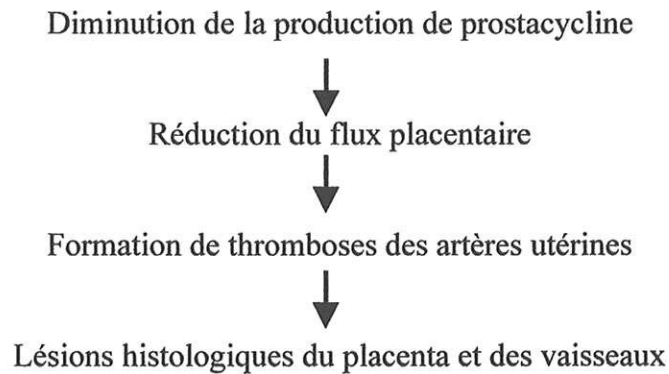 Diminution de la production de prostacycline
Réduction du flux placentaire
Formation de thromboses des artères utérines
Lésions histologiques du placenta et des vaisseaux